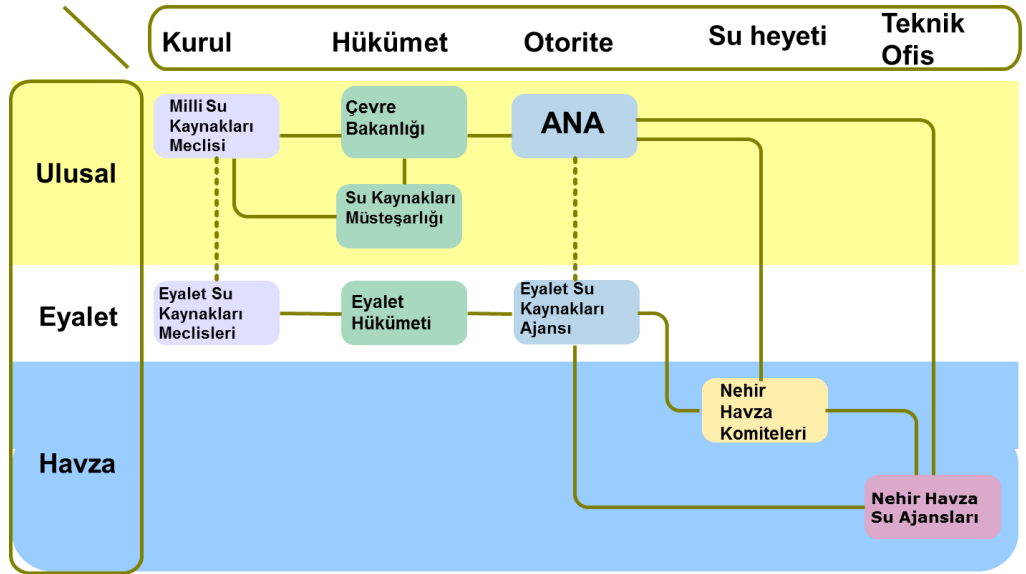 Kurul
Hükümet
Otorite
Su heyeti
Teknik
Ofis
Ulusal
Milli Su
Kaynakları
Meclisi
Çevre
Bakanlığı
ANA
Su Kaynakları
Müsteşarlığı
Eyalet
Eyalet Su
Kaynakları
Meclisleri
Eyalet
Hükümeti
Eyalet Su
Kaynakları
Ajansı
Havza
Nehir
Havza
Komiteleri
Nehir Havza
Su Ajansları